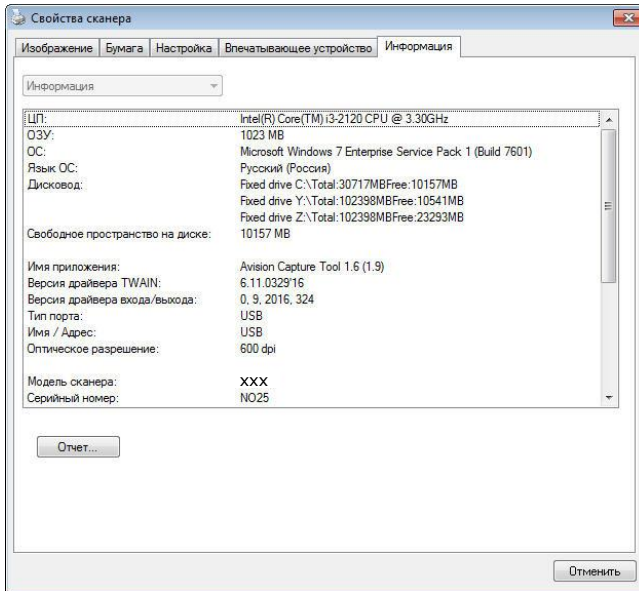 Свойства сканера
Изображение Бумага Настройка Впечатывающее устройство Информация
Информация
ЦП: Intel(R) Core(TM) i3-2120 CPU @ 3.30GHz
ОЗУ: 1023 MB
ОС: Microsoft Windows 7 Enterprise Service Pack 1 (Build 7601)
Язык ОС: Русский (Россия)
Дисковод: Fixed drive C:\Total:30717MBFree:10157MB
Fixed drive Y:\Total:102398MBFree:10541MB
Fixed drive Z:\Total:102398MBFree:23293MB
Свободное пространство на диске: 10157 MB
Имя приложения: Avision Capture Tool 1.6 (1.9)
Версия драйвера TWAIN: 6.11.0329'16
Версия драйвера входа/выхода: 0, 9, 2016, 324
Тип порта: USB
Имя / Адрес: USB
Оптическое разрешение: 600 dpi
Модель сканера: XXX
Серийный номер: NO25
Отчет...
Отменить